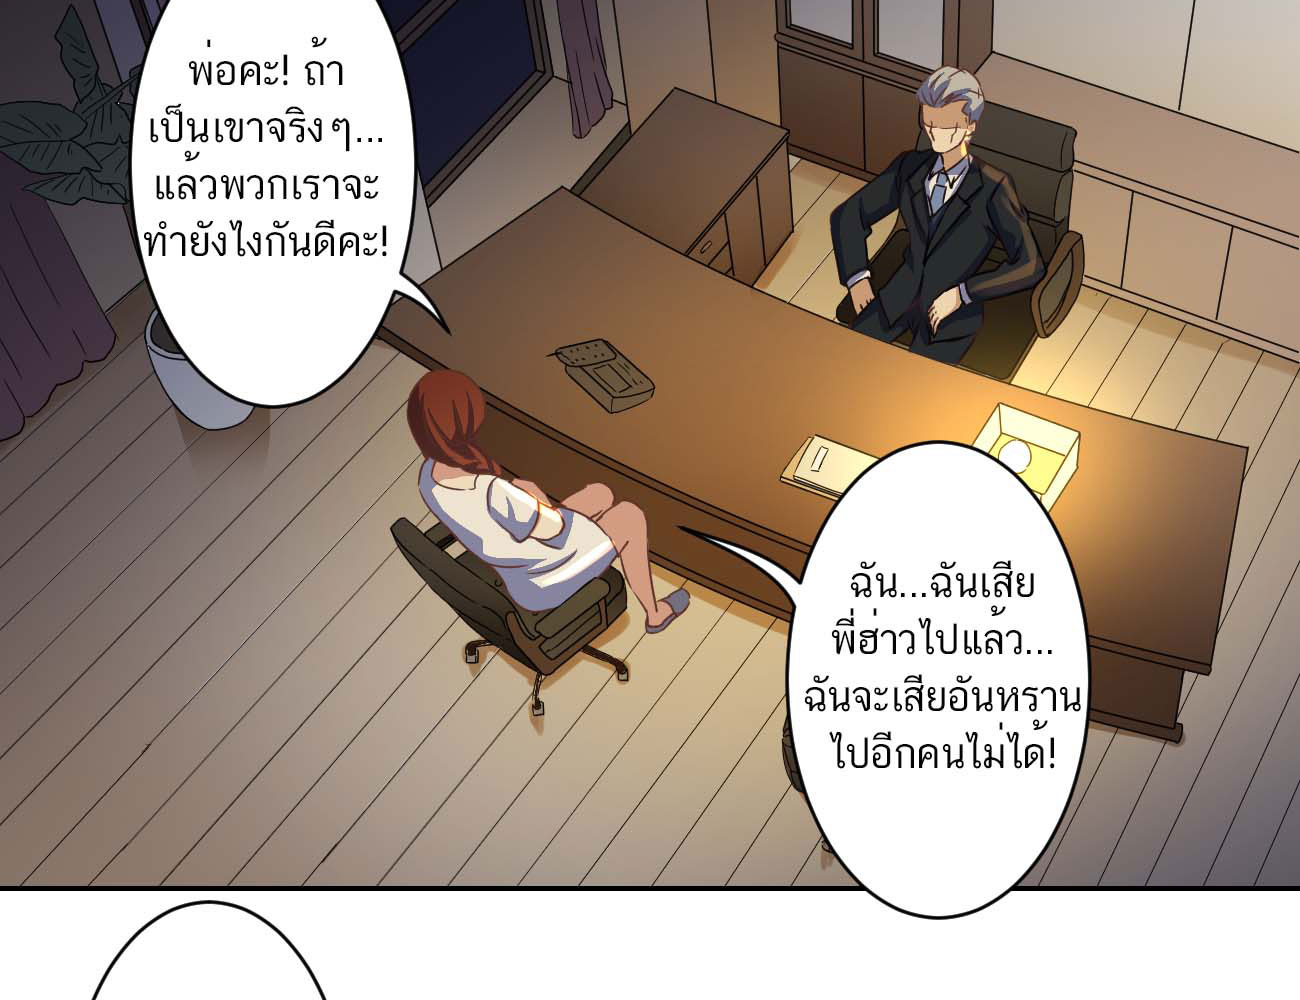 พ่อคะ! ถ้า
เป็นเขาจริงๆ...
แล้วพวกเราจะ
ทำยังไงกันดีคะ!
ฉัน...ฉันเสีย
พี่ฮ่าวไปแล้ว...
ฉันจะเสียอันหราน
ไปอีกคนไม่ได้!